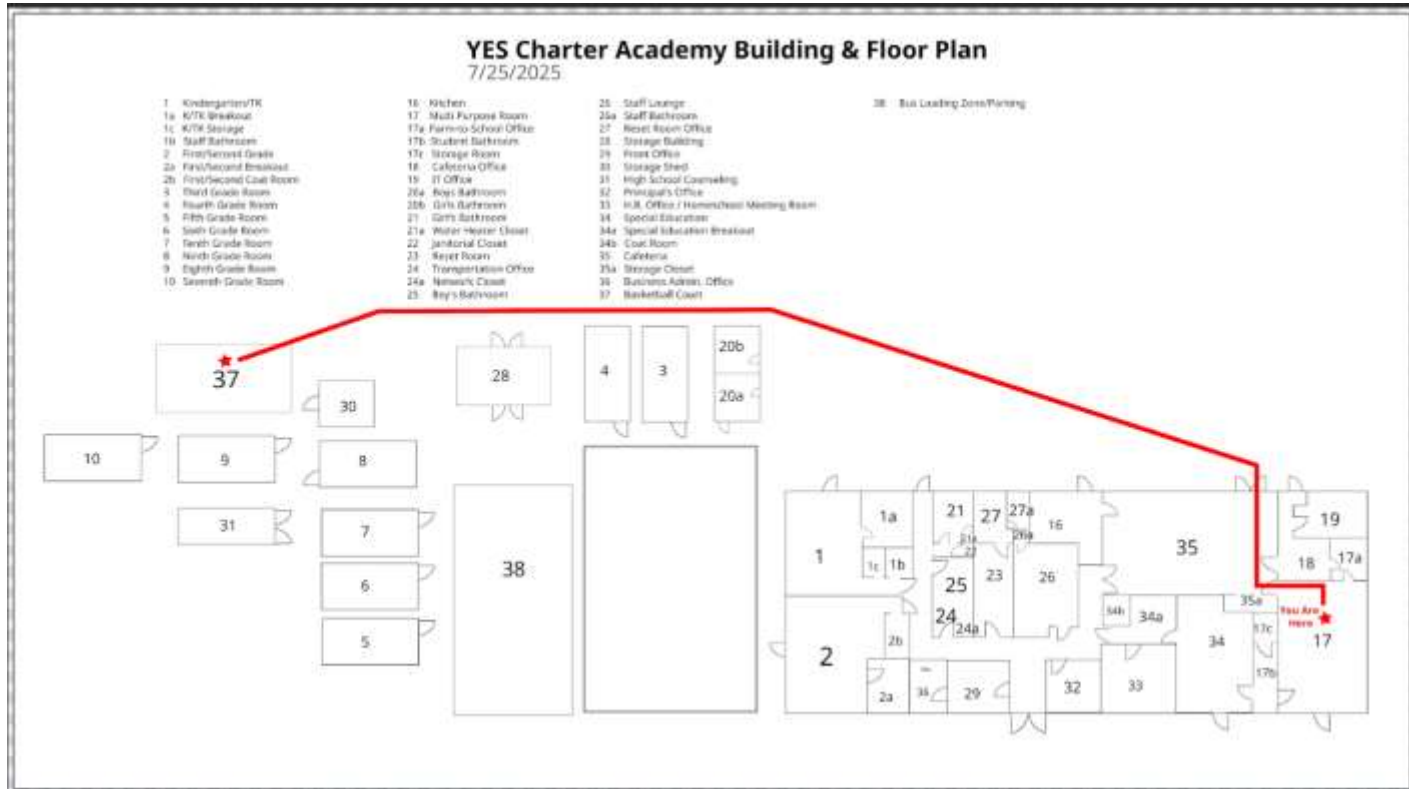 YES Charter Academy Building & Floor Plan
7/25/2025
1 Kindergarten/TK
1a K/TK Breakout
1c K/TK Storage
1b Staff Bathroom
2 First/Second Grade
2a First/Second Breakout
2b First/Second Coat Room
3 Third Grade Room
4 Fourth Grade Room
5 Fifth Grade Room
6 Sixth Grade Room
7 Tenth Grade Room
8 Ninth Grade Room
9 Eighth Grade Room
10 Seventh Grade Room
16 Kitchen
17 Multi Purpose Room
17a Farm-to-School Office
17b Student Bathroom
17c Storage Room
18 Cafeteria Office
19 IT Office
20a Boys Bathroom
20b Girls Bathroom
21 Girl's Bathroom
21a Water Heater Closet
22 Janitorial Closet
23 Reset Room
24 Transportation Office
24a Network Closet
25 Boy's Bathroom
26 Staff Lounge
26a Staff Bathroom
27 Reset Room Office
28 Storage Building
29 Front Office
30 Storage Shed
31 High School Counseling
32 Principal's Office
33 H.R. Office / Homeschool Meeting Room
34 Special Education
34a Special Education Breakout
34b Coat Room
35 Cafeteria
35a Storage Closet
36 Business Admin. Office
37 Basketball Court
38 Bus Loading Zone/Parking
37
30
28
4
3
20b
20a
10
9
8
31
7
6
5
38
1
1a
1c
1b
21
27
27a
16
26a
21a
22
25
23
26
24
24a
35
19
18
17a
35a
34b
34a
34
17c
17b
You Are
Here
17
2
2b
2a
36
29
32
33